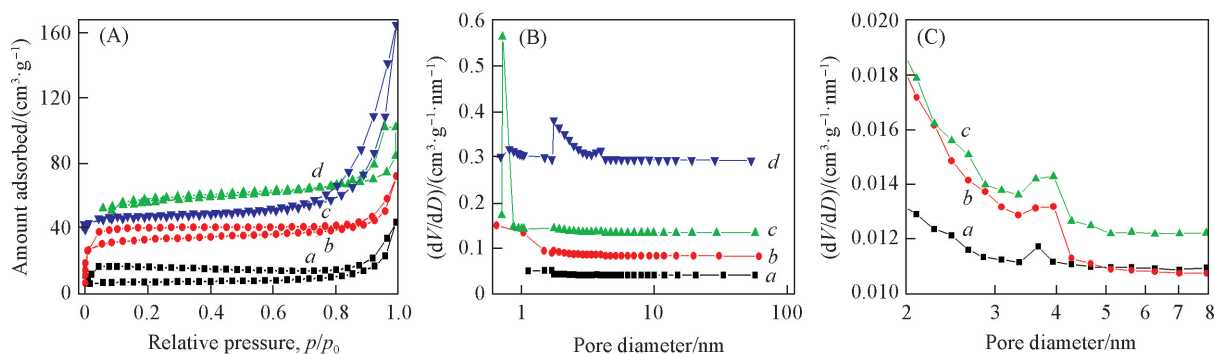 (A)
Amount adsorbed/(cm³·g⁻¹)
160
120
80
40
0
d
c
b
a
0
0.2
0.4
0.6
0.8
1.0
Relative pressure, p/p₀
(B)
(dV/dD)/(cm³·g⁻¹·nm⁻¹)
0.6
0.5
0.4
0.3
0.2
0.1
0
d
c
b
a
1
10
100
Pore diameter/nm
(C)
(dV/dD)/(cm³·g⁻¹·nm⁻¹)
0.020
0.018
0.016
0.014
0.012
0.010
c
b
a
2
3
4
5
6
7
8
Pore diameter/nm